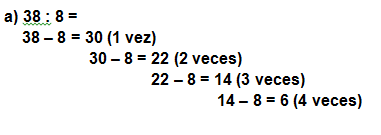 a) 38 : 8 =
38 – 8 = 30 (1 vez)
30 – 8 = 22 (2 veces)
22 – 8 = 14 (3 veces)
14 – 8 = 6 (4 veces)